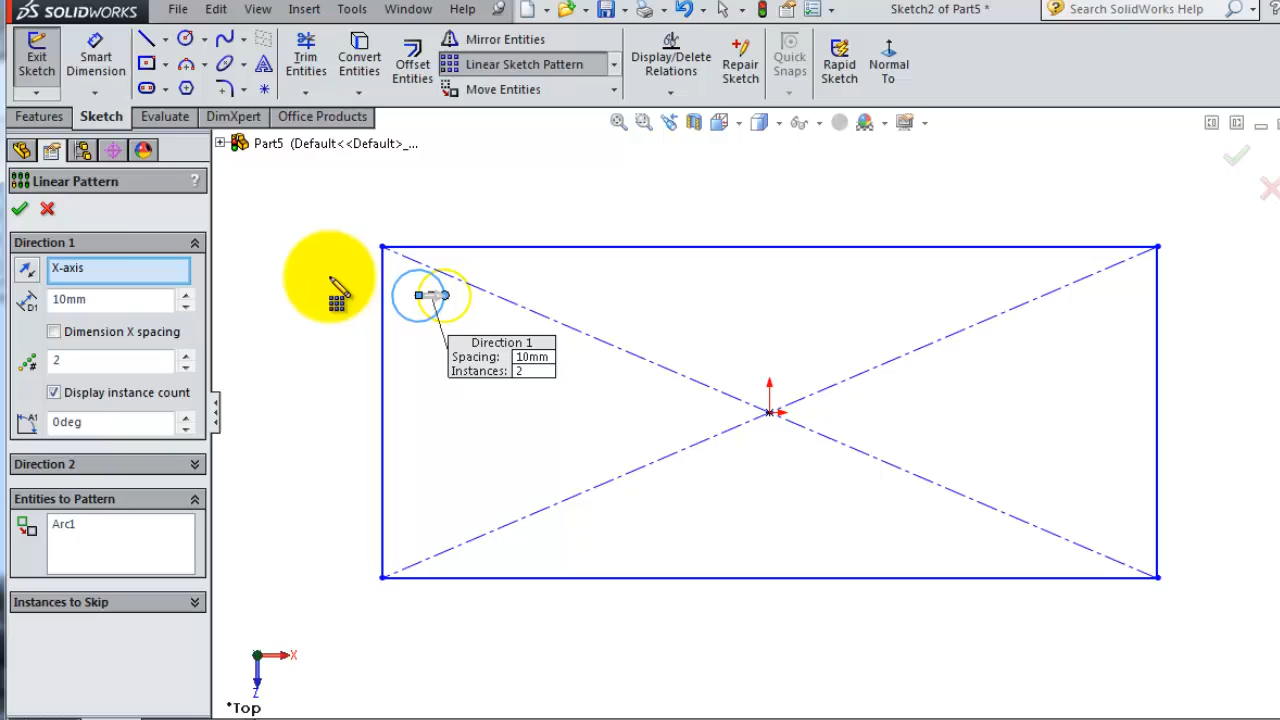 SOLIDWORKS File Edit View Insert Tools Window Help Sketch2 of Part5 * Search SolidWorks Help
Exit Sketch
Smart Dimension
Trim Entities
Convert Entities
Offset Entities
Mirror Entities
Linear Sketch Pattern
Move Entities
Display/Delete Relations
Repair Sketch
Quick Snaps
Rapid Sketch
Normal To
Features Sketch Evaluate DimXpert Office Products
Part5 (Default<<Default>_...
Linear Pattern ?
Direction 1
X-axis
D1 10mm
Dimension X spacing
# 2
Display instance count
A1 0deg
Direction 2
Entities to Pattern
Arc1
Instances to Skip
Direction 1
Spacing: 10mm
Instances: 2
X
Z
*Top